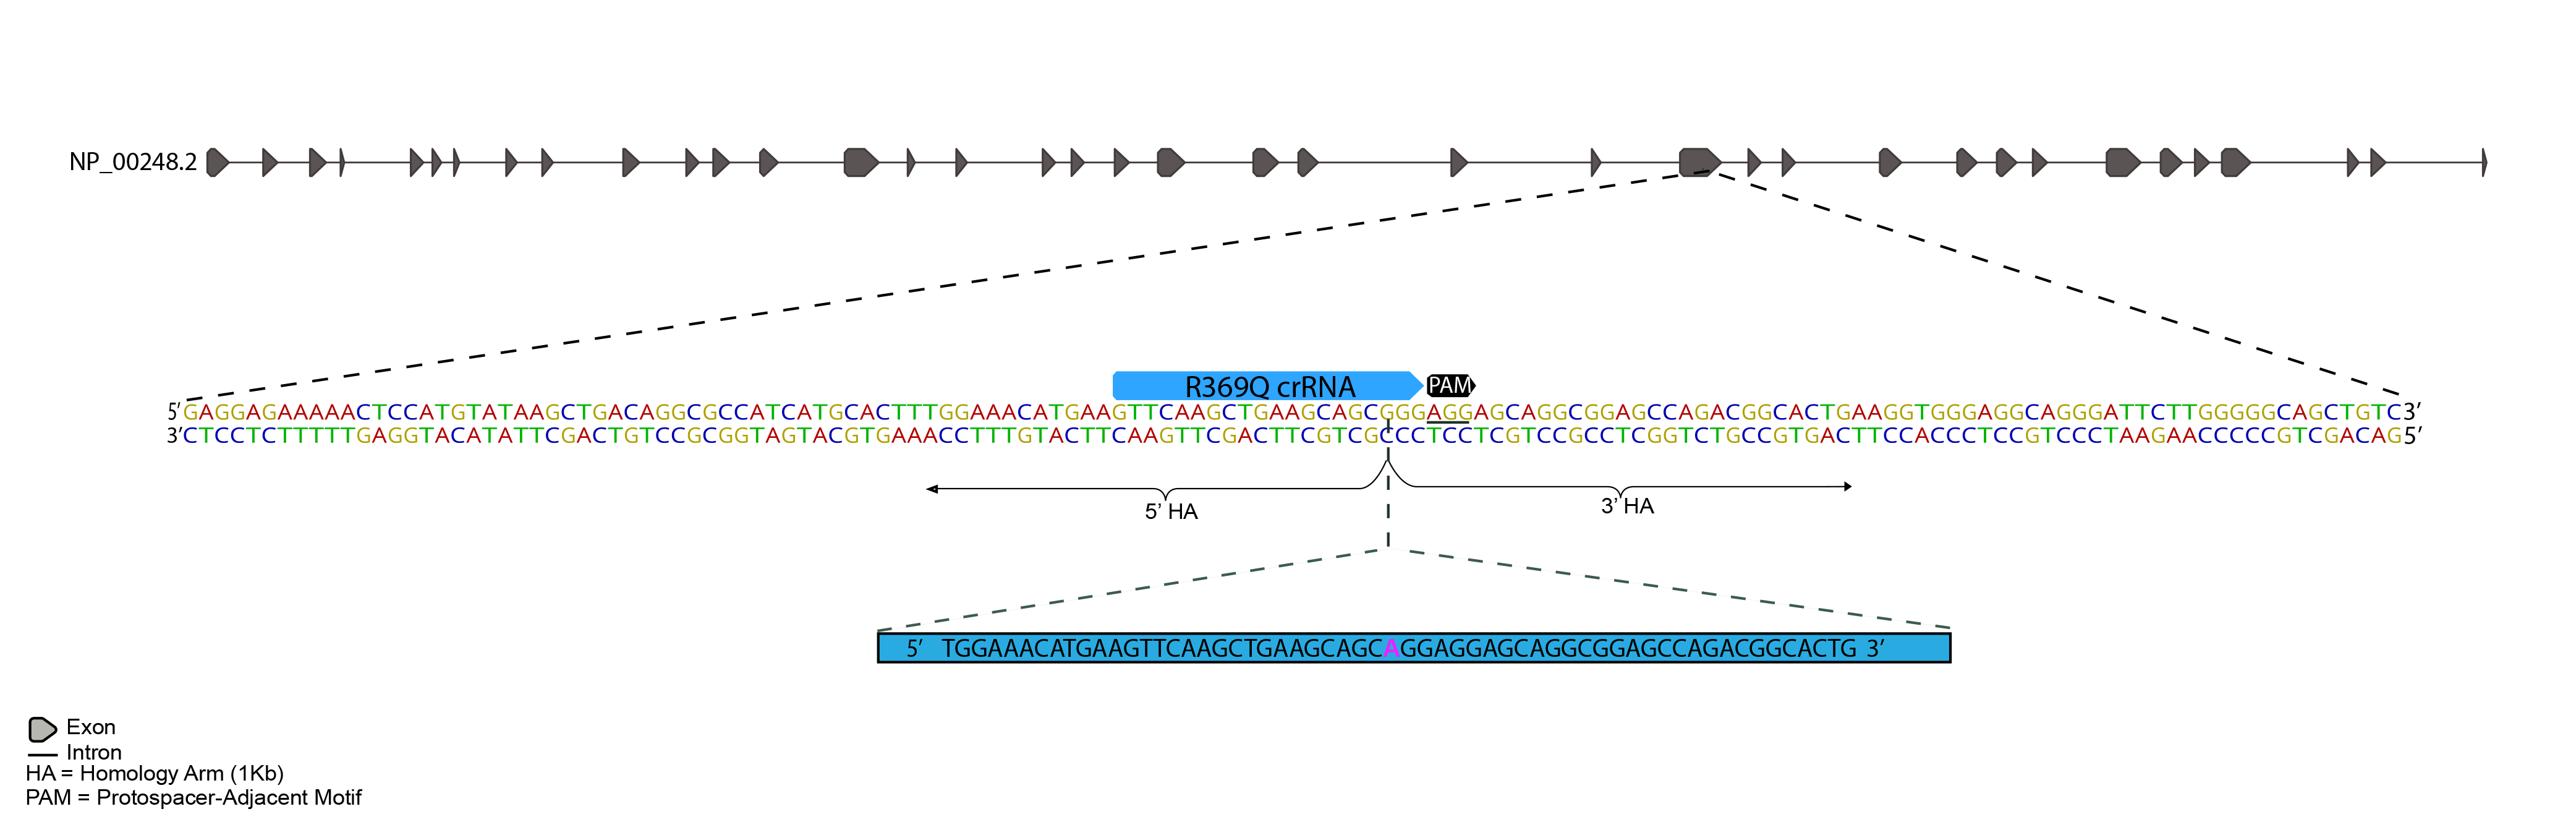 NP_00248.2
R369Q crRNA PAM
5'GAGGAGAAAAACTCCATGTATAAGCTGACAGGCGCCATCATGCACTTTGGAAACATGAAGTTCAAGCTGAAGCAGCGGGAGGAGCAGGCGGAGCCAGACGGCACTGAAGGTGGGAGGCAGGGATTCTTGGGGGCAGCTGTC3'
3'CTCCTCTTTTTGAGGTACATATTCGACTGTCCGCGGTAGTACGTGAAACCTTTGTACTTCAAGTTCGACTTCGTCGCCCTCCTCGTCCGCCTCGGTCTGCCGTGACTTCCACCCTCCGTCCCTAAGAACCCCCGTCGACAG5'
5' HA 3' HA
5' TGGAAACATGAAGTTCAAGCTGAAGCAGCAGGAGGAGCAGGCGGAGCCAGACGGCACTG 3'
Exon
Intron
HA = Homology Arm (1Kb)
PAM = Protospacer-Adjacent Motif